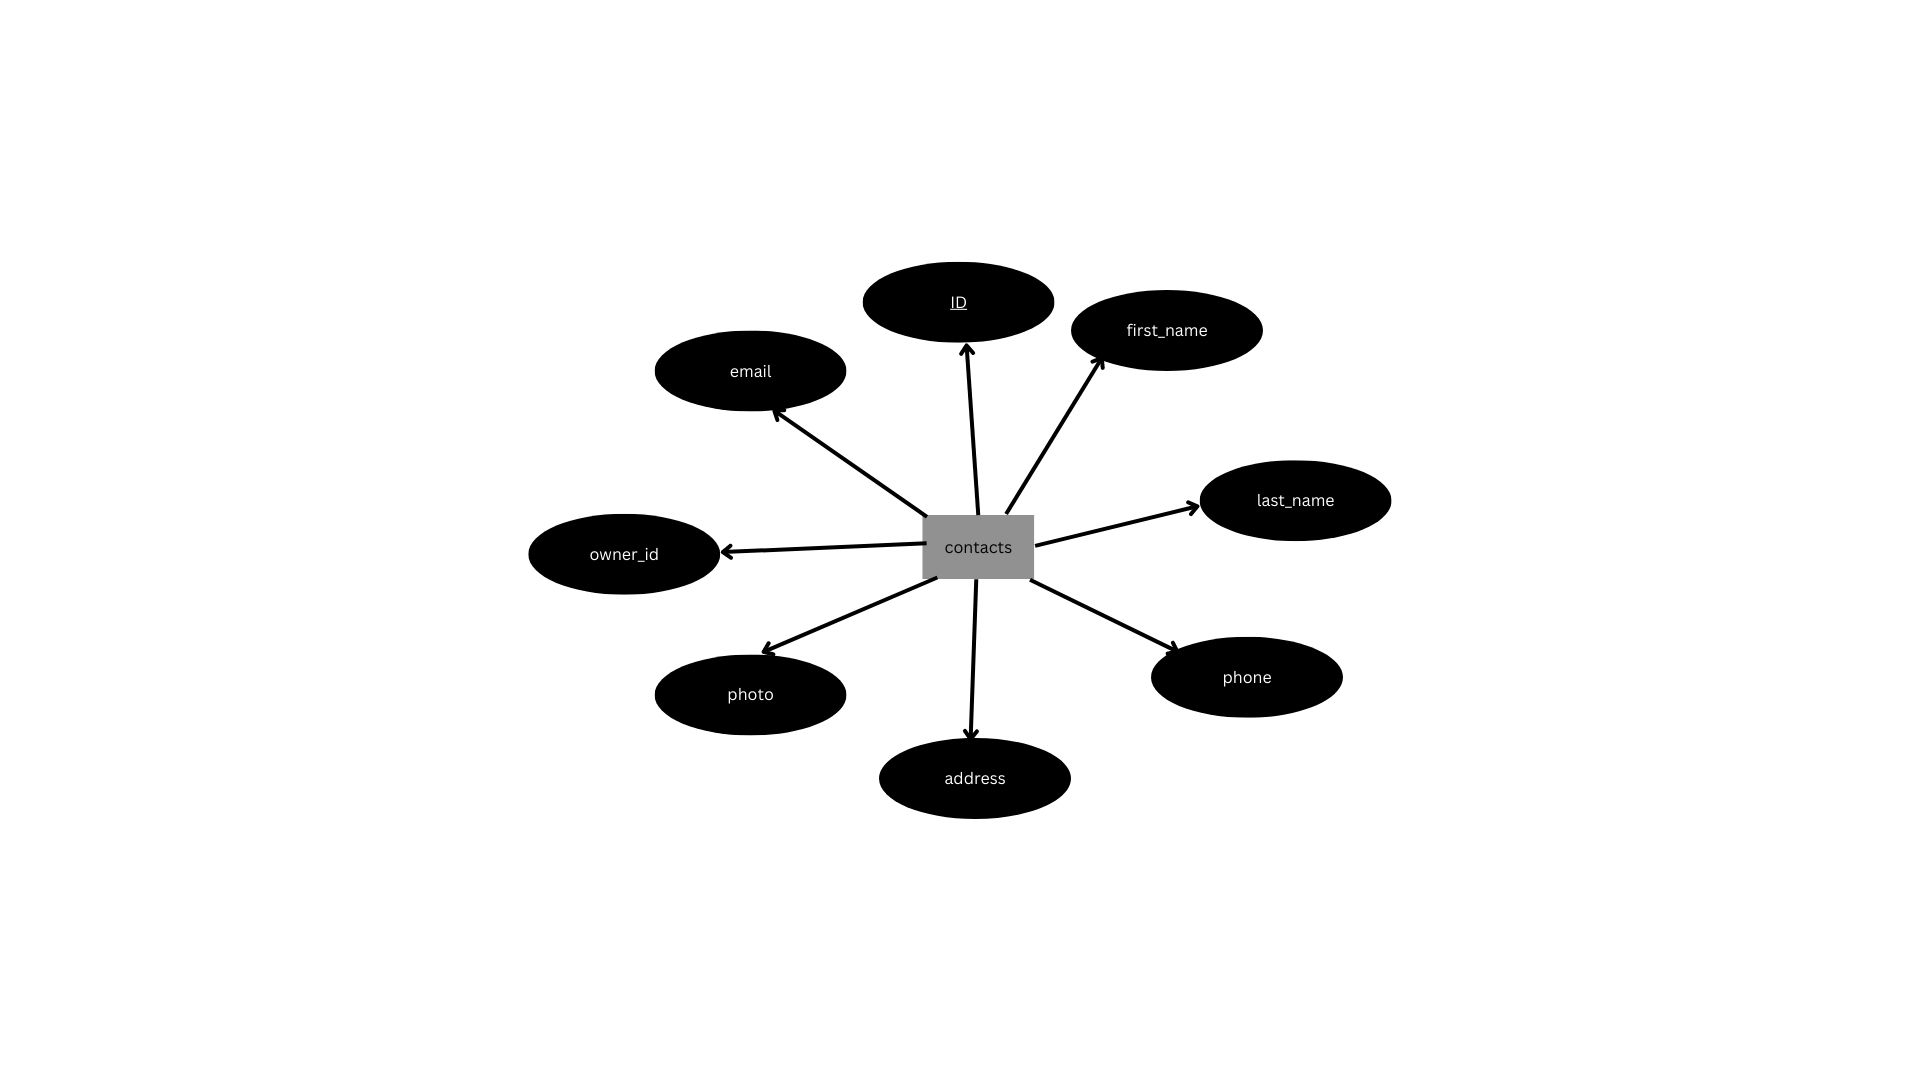 ID
first_name
email
last_name
contacts
owner_id
phone
photo
address